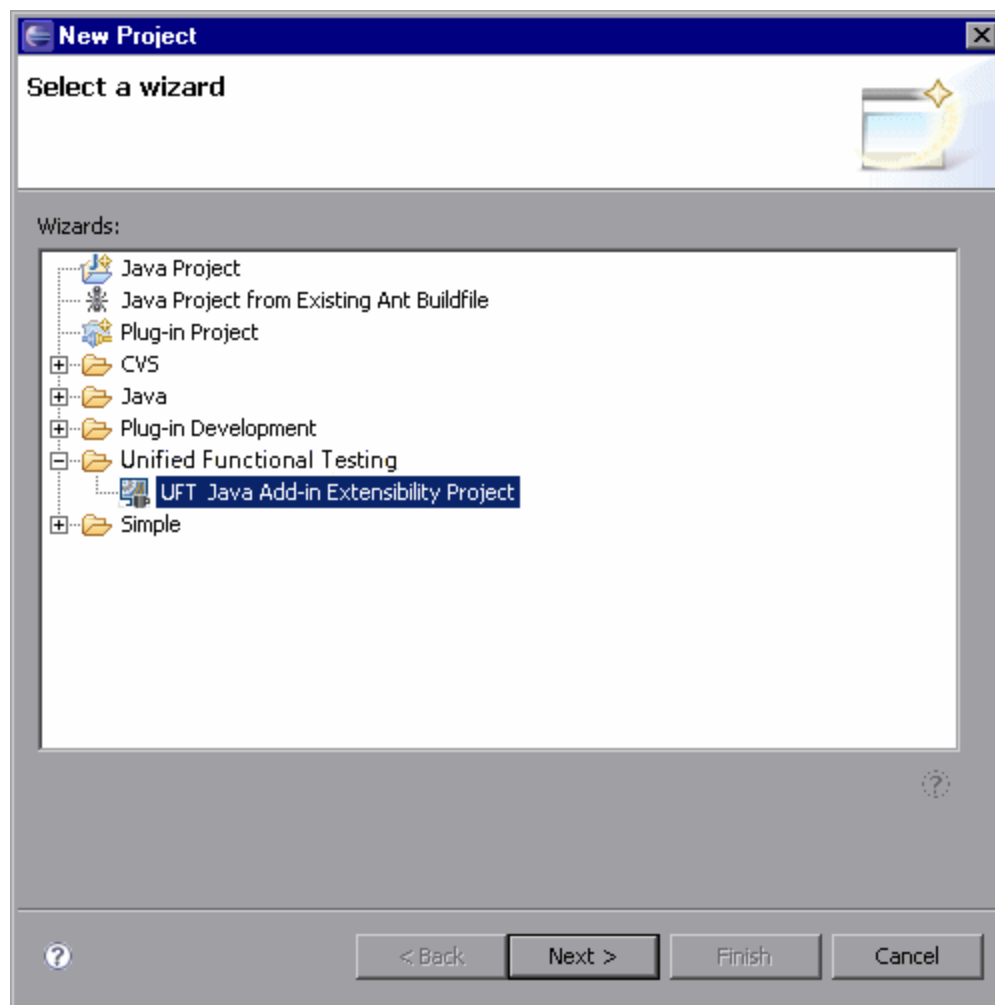 New Project
Select a wizard
Wizards:
Java Project
Java Project from Existing Ant Buildfile
Plug-in Project
CVS
Java
Plug-in Development
Unified Functional Testing
UFT Java Add-in Extensibility Project
Simple
< Back Next > Finish Cancel